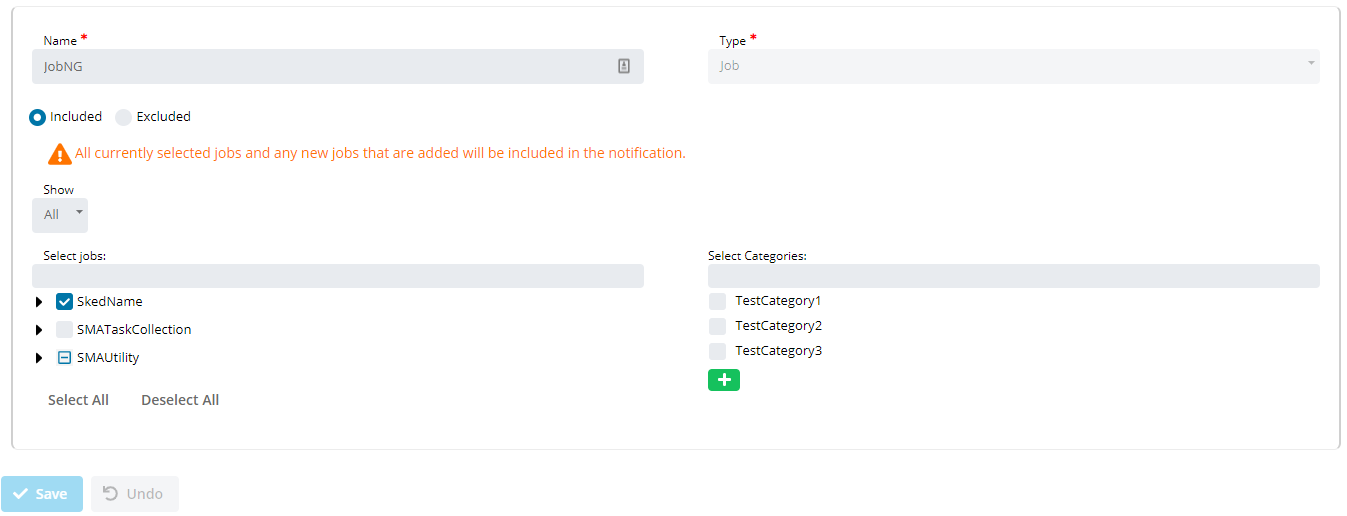 Name *
Type *
JobNG
Job
Included
Excluded
All currently selected jobs and any new jobs that are added will be included in the notification.
Show
All
Select jobs:
Select Categories:
SkedName
TestCategory1
SMATaskCollection
TestCategory2
SMAUtility
TestCategory3
Select All
Deselect All
Save
Undo